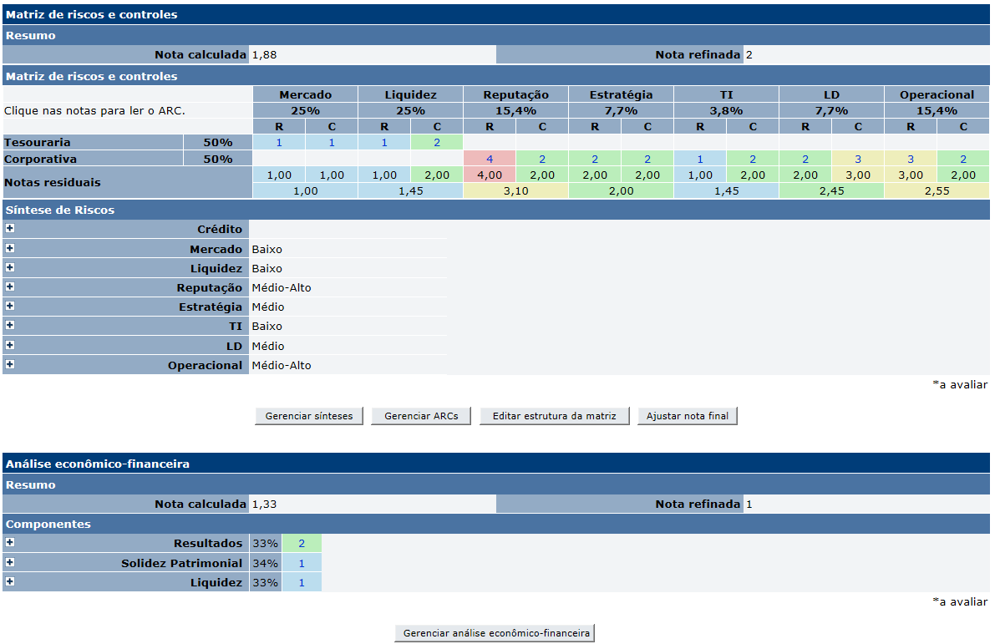 Matriz de riscos e controles
Resumo
Nota calculada 1,88 Nota refinada 2
Matriz de riscos e controles
Mercado Liquidez Reputação Estratégia TI LD Operacional
Clique nas notas para ler o ARC. 25% 25% 15,4% 7,7% 3,8% 7,7% 15,4%
R C R C R C R C R C R C R C
Tesouraria 50% 1 1 1 2
Corporativa 50% 4 2 2 2 1 2 2 3 3 2
Notas residuais 1,00 1,00 1,00 2,00 4,00 2,00 2,00 2,00 1,00 2,00 2,00 3,00 3,00 2,00
1,00 1,45 3,10 2,00 1,45 2,45 2,55
Síntese de Riscos
Crédito
Mercado Baixo
Liquidez Baixo
Reputação Médio-Alto
Estratégia Médio
TI Baixo
LD Médio
Operacional Médio-Alto
*a avaliar
Gerenciar sínteses Gerenciar ARCs Editar estrutura da matriz Ajustar nota final
Análise econômico-financeira
Resumo
Nota calculada 1,33 Nota refinada 1
Componentes
Resultados 33% 2
Solidez Patrimonial 34% 1
Liquidez 33% 1
*a avaliar
Gerenciar análise econômico-financeira